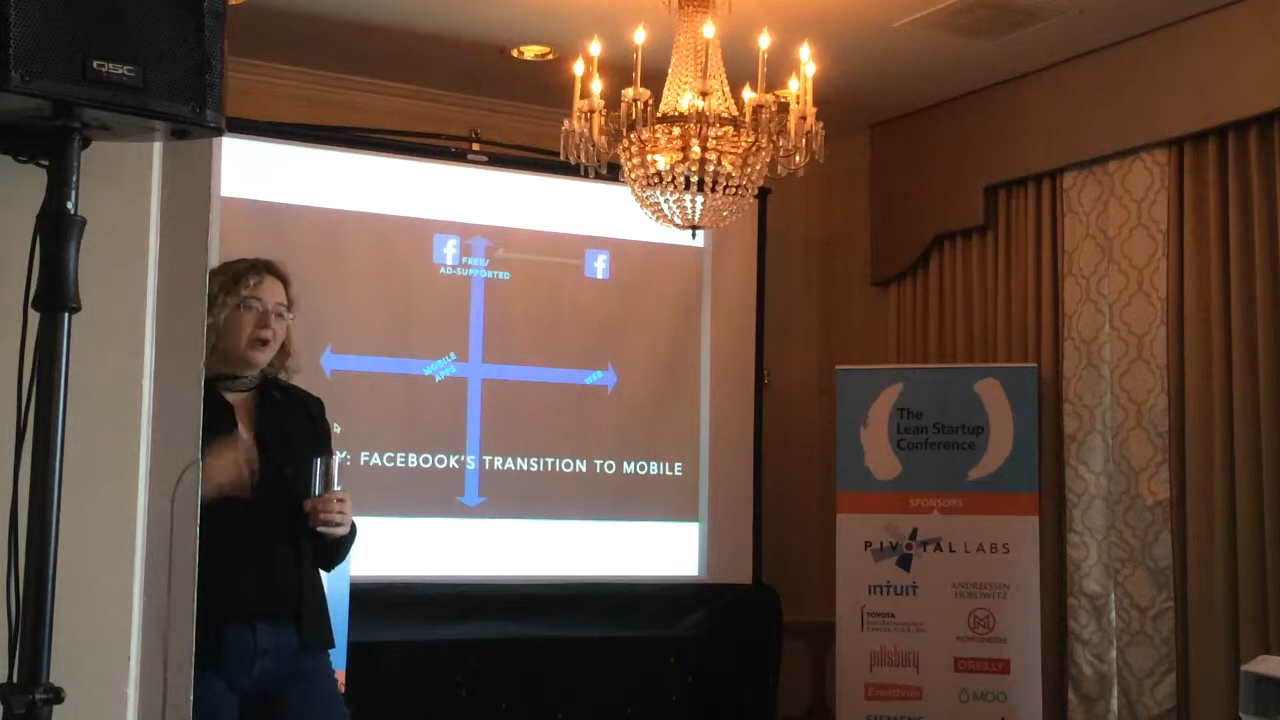 QSC
FREE/
AD-SUPPORTED
MOBILE
APPS
WEB
Y: FACEBOOK'S TRANSITION TO MOBILE
The
Lean Startup
Conference
SPONSORS
PIVOTAL LABS
intuit
ANDREESSEN
HOROWITZ
TOYOTA
pillsbury
O'REILLY
MOO
SIEMENS